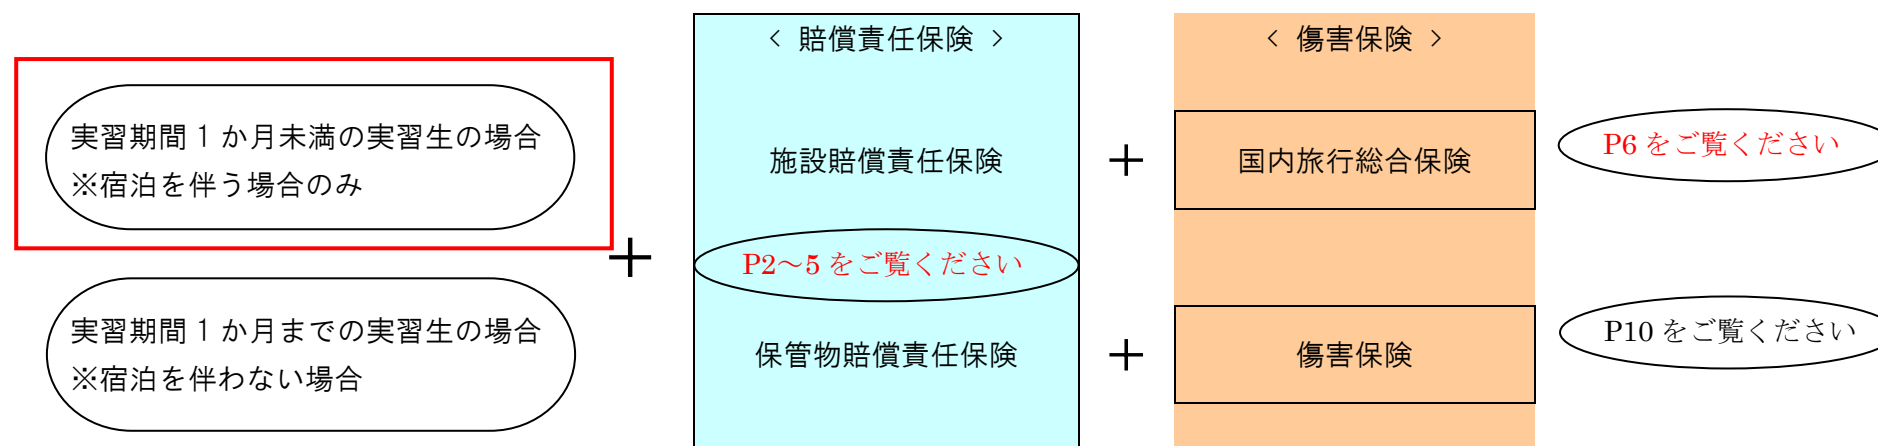 < 賠償責任保険 >
< 傷害保険 >
実習期間1か月未満の実習生の場合
※宿泊を伴う場合のみ
施設賠償責任保険
+
国内旅行総合保険
P6をご覧ください
+
P2～5をご覧ください
実習期間1か月までの実習生の場合
※宿泊を伴わない場合
保管物賠償責任保険
+
傷害保険
P10をご覧ください